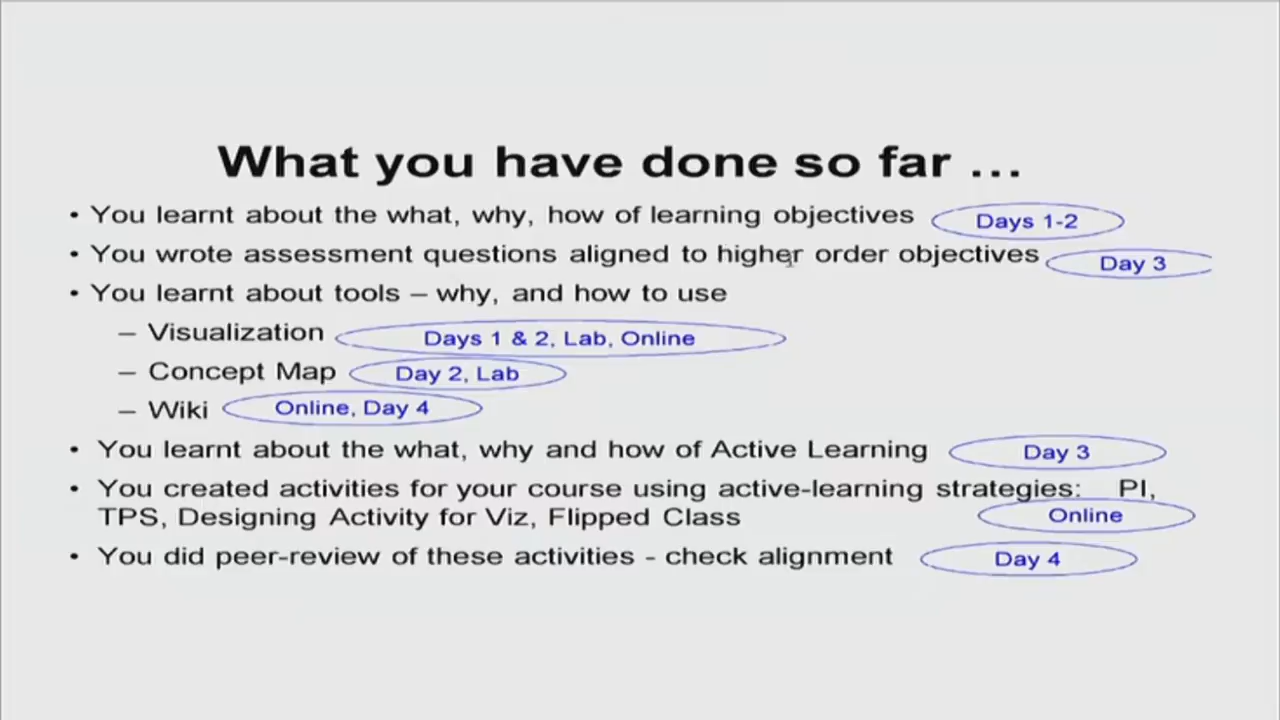 What you have done so far ...
• You learnt about the what, why, how of learning objectives Days 1-2
• You wrote assessment questions aligned to higher order objectives Day 3
• You learnt about tools – why, and how to use
– Visualization Days 1 & 2, Lab, Online
– Concept Map Day 2, Lab
– Wiki Online, Day 4
• You learnt about the what, why and how of Active Learning Day 3
• You created activities for your course using active-learning strategies: PI,
TPS, Designing Activity for Viz, Flipped Class Online
• You did peer-review of these activities - check alignment Day 4